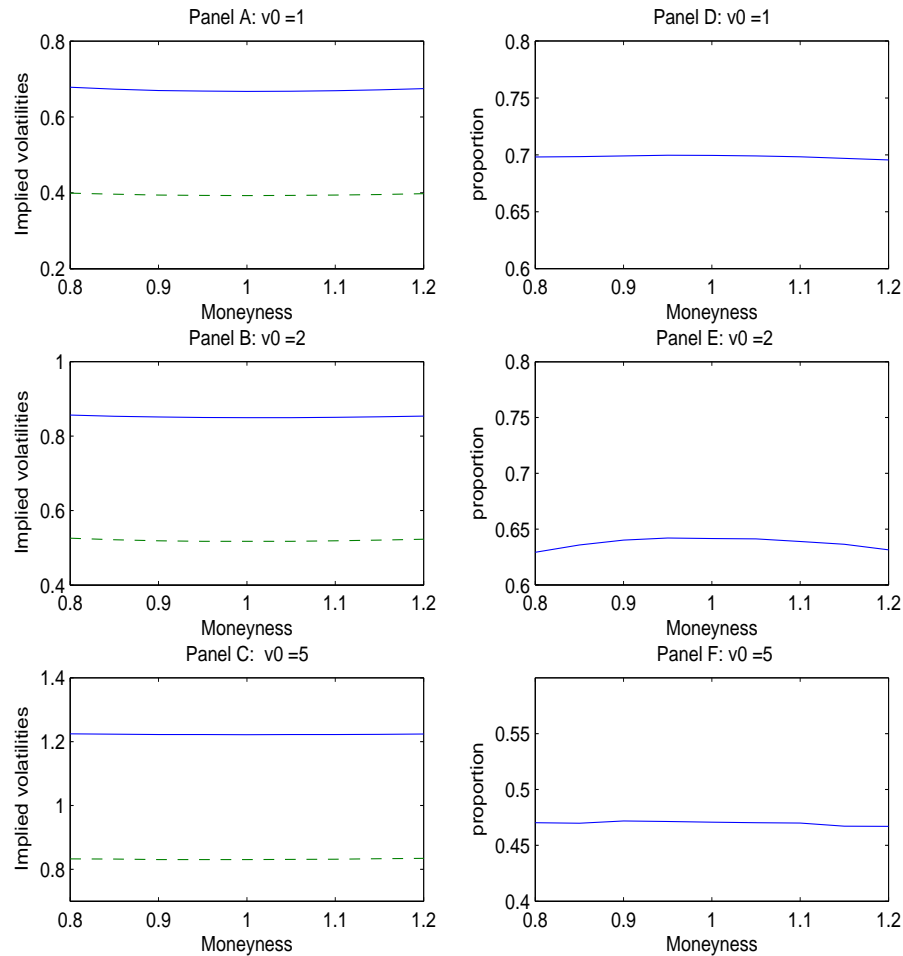 Panel A: v0 =1
Implied volatilities
0.8
0.6
0.4
0.2
0.8 0.9 1 1.1 1.2
Moneyness
Panel D: v0 =1
proportion
0.8
0.75
0.7
0.65
0.6
0.8 0.9 1 1.1 1.2
Moneyness
Panel B: v0 =2
Implied volatilities
1
0.8
0.6
0.4
0.8 0.9 1 1.1 1.2
Moneyness
Panel E: v0 =2
proportion
0.8
0.75
0.7
0.65
0.6
0.8 0.9 1 1.1 1.2
Moneyness
Panel C: v0 =5
Implied volatilities
1.4
1.2
1
0.8
0.8 0.9 1 1.1 1.2
Moneyness
Panel F: v0 =5
proportion
0.55
0.5
0.45
0.4
0.8 0.9 1 1.1 1.2
Moneyness